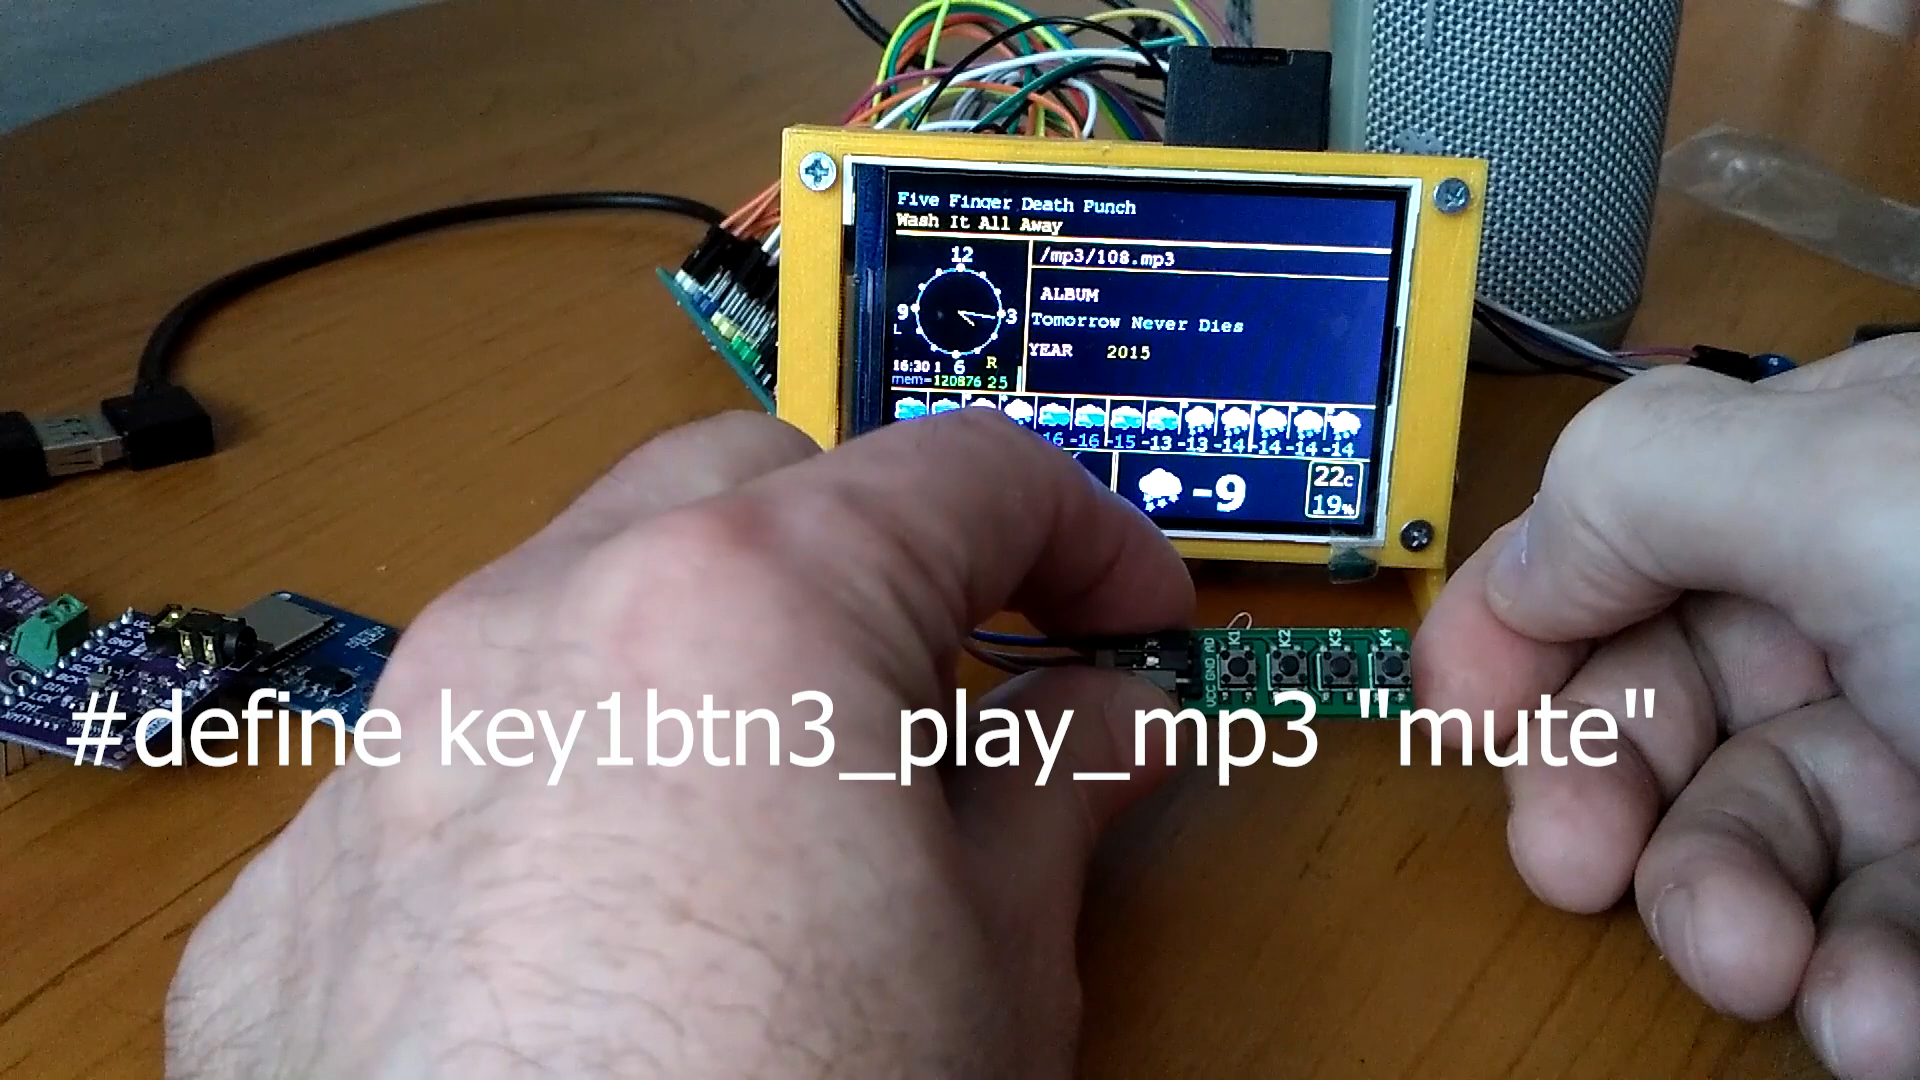 Five Finger Death Punch
Wash It All Away
/mp3/108.mp3
ALBUM
Tomorrow Never Dies
YEAR 2015
12
9
3
6
L
R
16:30 1
mem=120876 25
-16 -16 -15 -13 -13 -14 -14 -14 -14
-9
22c
19%
K1 K2 K3 K4
VCC GND AD
#define key1btn3_play_mp3 "mute"